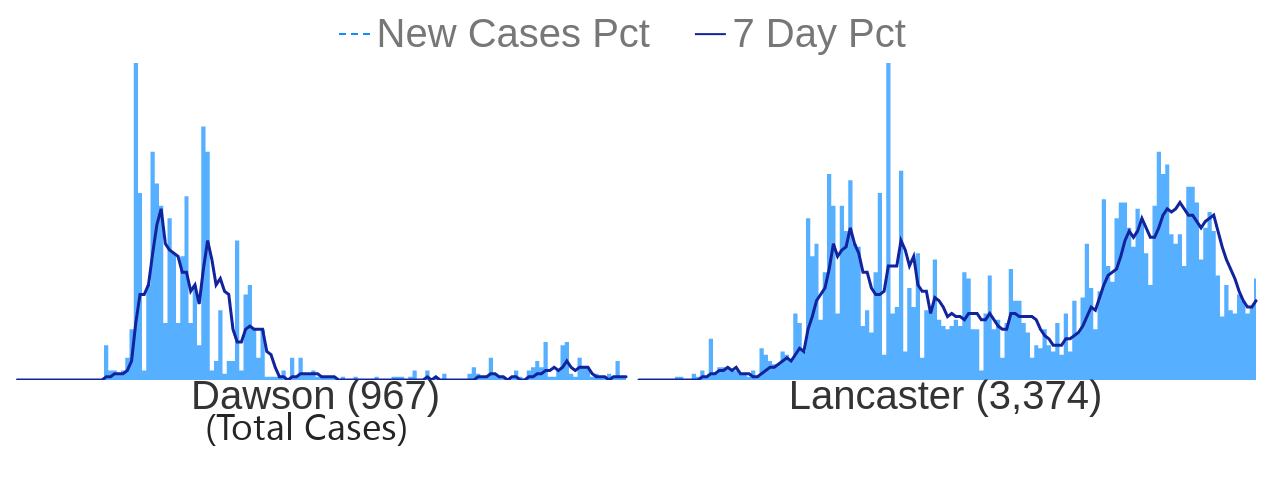 New Cases Pct 7 Day Pct
Dawson (967) Lancaster (3,374)
(Total Cases)